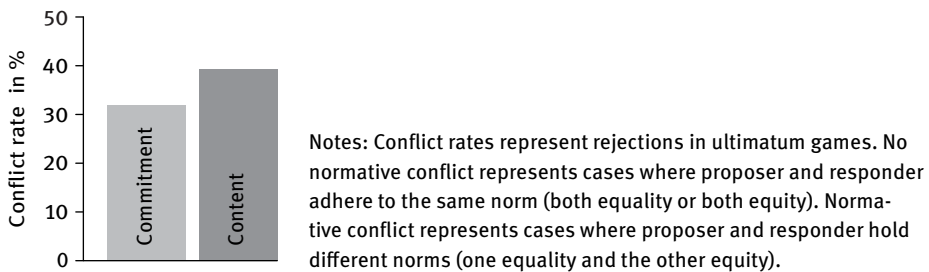 50
40
30
20
10
0
Conflict rate in %
Commitment
Content
Notes: Conflict rates represent rejections in ultimatum games. No
normative conflict represents cases where proposer and responder
adhere to the same norm (both equality or both equity). Norma-
tive conflict represents cases where proposer and responder hold
different norms (one equality and the other equity).